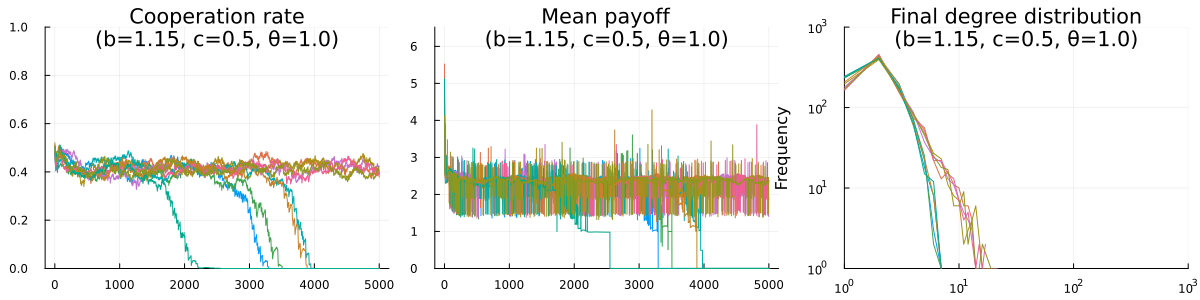 Cooperation rate
(b=1.15, c=0.5, θ=1.0)
1.0
0.8
0.6
0.4
0.2
0.0
0 1000 2000 3000 4000 5000
Mean payoff
(b=1.15, c=0.5, θ=1.0)
6
5
4
3
2
1
0
0 1000 2000 3000 4000 5000
Final degree distribution
(b=1.15, c=0.5, θ=1.0)
Frequency
10³
10²
10¹
10⁰
10⁰ 10¹ 10² 10³